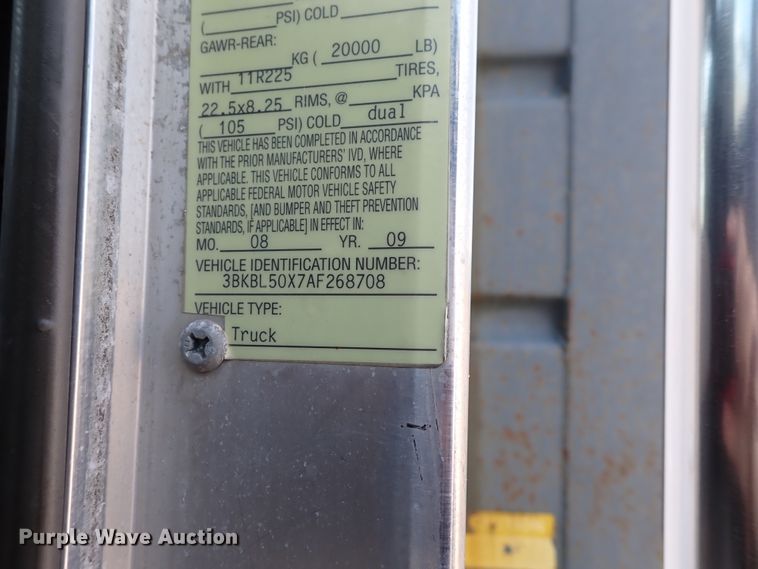 ( PSI) COLD
GAWR-REAR:
KG ( 20000 LB)
WITH 11R225 TIRES,
22.5x8.25 RIMS, @ KPA
( 105 PSI) COLD dual
THIS VEHICLE HAS BEEN COMPLETED IN ACCORDANCE
WITH THE PRIOR MANUFACTURERS' IVD, WHERE
APPLICABLE. THIS VEHICLE CONFORMS TO ALL
APPLICABLE FEDERAL MOTOR VEHICLE SAFETY
STANDARDS, [AND BUMPER AND THEFT PREVENTION
STANDARDS, IF APPLICABLE] IN EFFECT IN:
MO. 08 YR. 09
VEHICLE IDENTIFICATION NUMBER:
3BKBL50X7AF268708
VEHICLE TYPE:
Truck
Purple Wave Auction